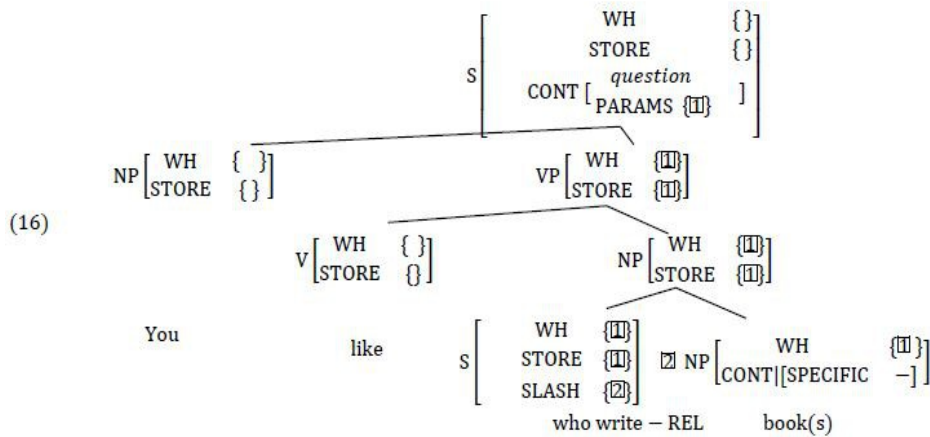 WH { }
STORE { }
S CONT [ question
PARAMS {1} ]
NP [ WH { } VP [ WH {1}
STORE { } ] STORE {1} ]
(16)
V [ WH { } NP [ WH {1}
STORE {} ] STORE {1} ]
You like S [ WH {1}
STORE {1}
SLASH {2} ] 2 NP [ WH {1}
CONT|[SPECIFIC −]
who write − REL book(s)